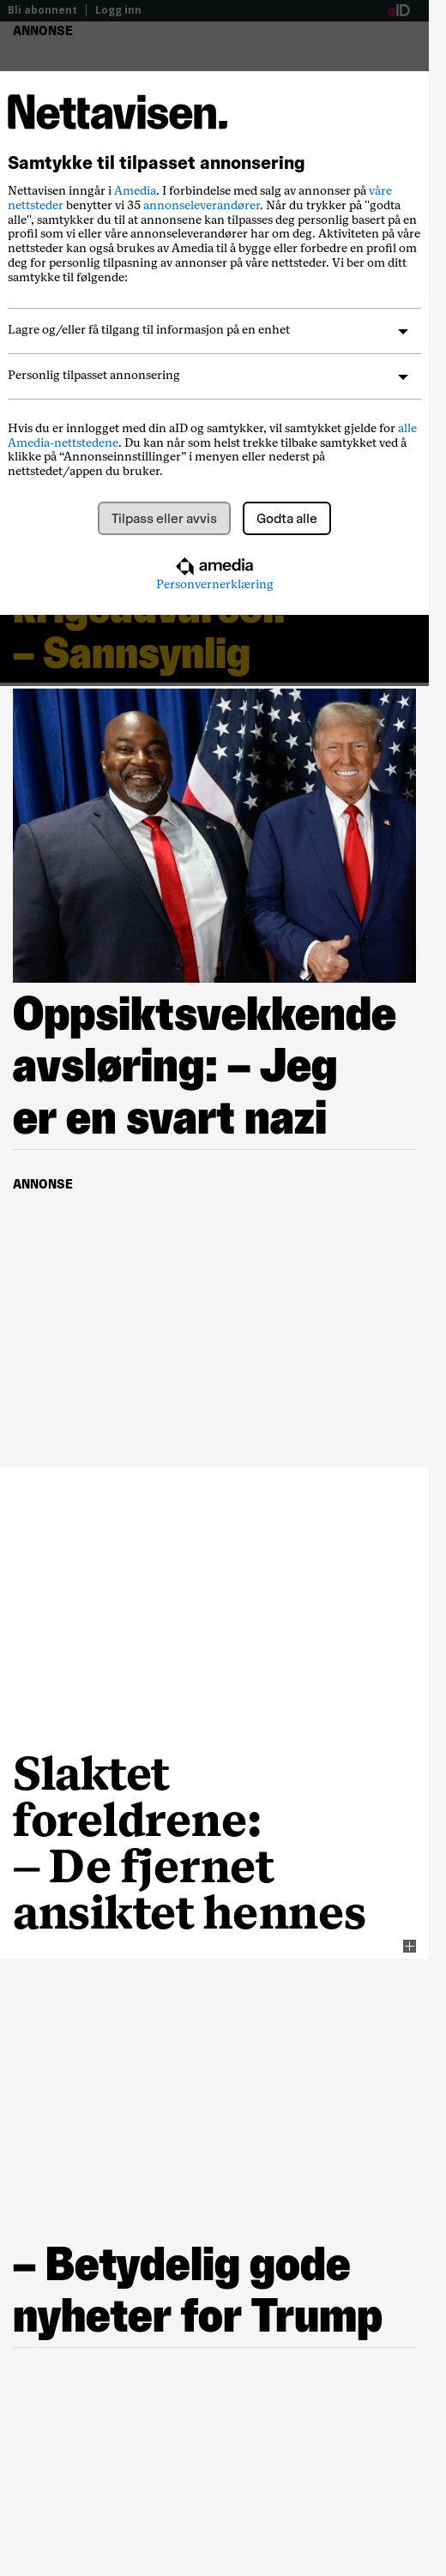 Bli abonnent | Logg inn
aID
ANNONSE
Nettavisen.
Samtykke til tilpasset annonsering
Nettavisen inngår i Amedia. I forbindelse med salg av annonser på våre
nettsteder benytter vi 35 annonseleverandører. Når du trykker på "godta
alle", samtykker du til at annonsene kan tilpasses deg personlig basert på en
profil som vi eller våre annonseleverandører har om deg. Aktiviteten på våre
nettsteder kan også brukes av Amedia til å bygge eller forbedre en profil om
deg for personlig tilpasning av annonser på våre nettsteder. Vi ber om ditt
samtykke til følgende:
Lagre og/eller få tilgang til informasjon på en enhet
Personlig tilpasset annonsering
Hvis du er innlogget med din aID og samtykker, vil samtykket gjelde for alle
Amedia-nettstedene. Du kan når som helst trekke tilbake samtykket ved å
klikke på “Annonseinnstillinger” i menyen eller nederst på
nettstedet/appen du bruker.
Tilpass eller avvis
Godta alle
amedia
Personvernerklæring
– Sannsynlig
Oppsiktsvekkende
avsløring: – Jeg
er en svart nazi
ANNONSE
Slaktet
foreldrene:
– De fjernet
ansiktet hennes
– Betydelig gode
nyheter for Trump